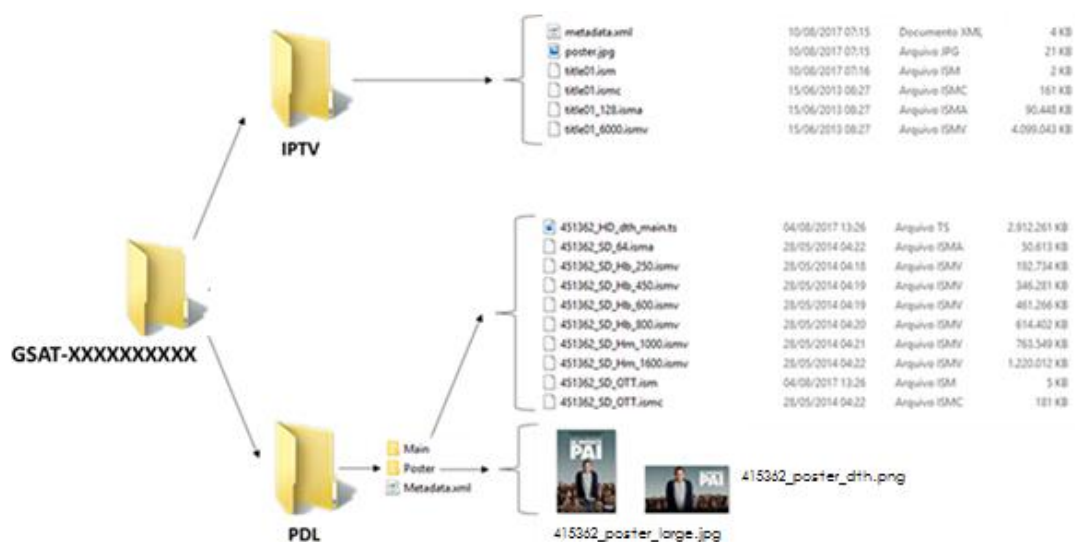 metadata.xml 10/08/2017 07:15 Documento XML 4 KB
poster.jpg 10/08/2017 07:15 Arquivo JPG 21 KB
title01.ism 10/08/2017 07:16 Arquivo ISM 2 KB
title01.ismc 15/06/2013 08:27 Arquivo ISMC 161 KB
title01_128.isma 15/06/2013 08:27 Arquivo ISMA 90.448 KB
title01_6000.ismv 15/06/2013 08:27 Arquivo ISMV 4.099.043 KB
IPTV
451362_HD_dth_main.ts 04/08/2017 13:26 Arquivo TS 2.912.261 KB
451362_SD_64.isma 28/05/2014 04:22 Arquivo ISMA 50.613 KB
451362_SD_Hb_250.ismv 28/05/2014 04:18 Arquivo ISMV 192.734 KB
451362_SD_Hb_450.ismv 28/05/2014 04:19 Arquivo ISMV 346.281 KB
451362_SD_Hb_600.ismv 28/05/2014 04:19 Arquivo ISMV 461.266 KB
451362_SD_Hb_800.ismv 28/05/2014 04:20 Arquivo ISMV 614.402 KB
451362_SD_Hm_1000.ismv 28/05/2014 04:21 Arquivo ISMV 763.549 KB
451362_SD_Hm_1600.ismv 28/05/2014 04:22 Arquivo ISMV 1.220.012 KB
451362_SD_OTT.ism 04/08/2017 13:26 Arquivo ISM 5 KB
451362_SD_OTT.ismc 28/05/2014 04:22 Arquivo ISMC 181 KB
GSAT-XXXXXXXXXX
Main
Poster
Metadata.xml
PDL
PAI
PAI
415362_poster_dth.png
415362_poster_large.jpg